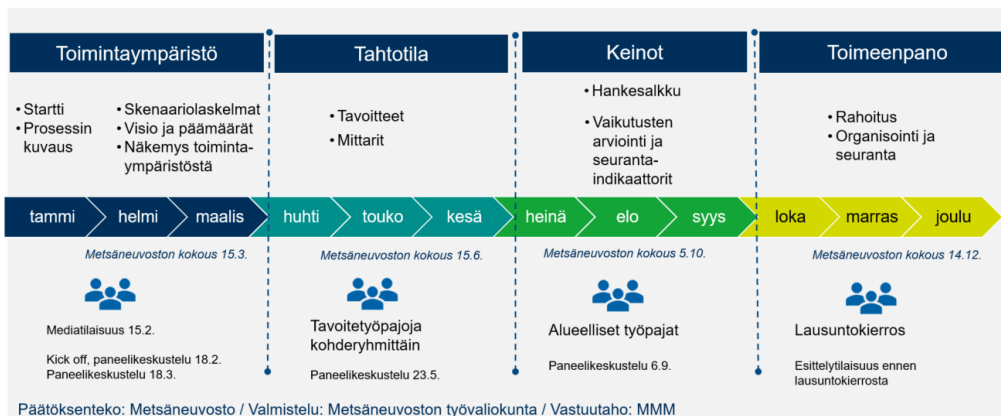 Toimintaympäristö
Tahtotila
Keinot
Toimeenpano
• Startti
• Prosessin
kuvaus
• Skenaariolaskelmat
• Visio ja päämäärät
• Näkemys toiminta-
ympäristöstä
• Tavoitteet
• Mittarit
• Hankesalkku
• Vaikutusten
arviointi ja
seuranta-
indikaattorit
• Rahoitus
• Organisointi ja
seuranta
tammi
helmi
maalis
huhti
touko
kesä
heinä
elo
syys
loka
marras
joulu
Metsäneuvoston kokous 15.3.
Metsäneuvoston kokous 15.6.
Metsäneuvoston kokous 5.10.
Metsäneuvoston kokous 14.12.
Mediatilaisuus 15.2.
Kick off, paneelikeskustelu 18.2.
Paneelikeskustelu 18.3.
Tavoitetyöpajoja
kohderyhmittäin
Paneelikeskustelu 23.5.
Alueelliset työpajat
Paneelikeskustelu 6.9.
Lausuntokierros
Esittelytilaisuus ennen
lausuntokierrosta
Päätöksenteko: Metsäneuvosto / Valmistelu: Metsäneuvoston työvaliokunta / Vastuutaho: MMM